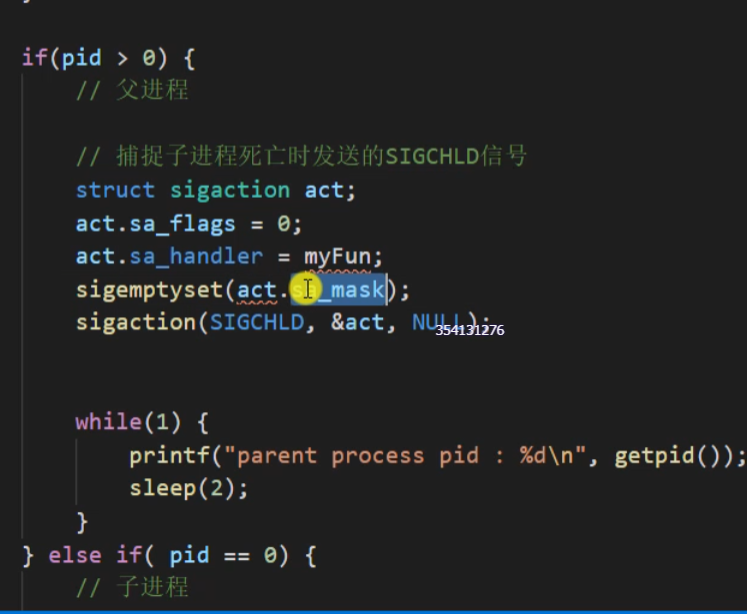 if(pid > 0) {
// 父进程
// 捕捉子进程死亡时发送的SIGCHLD信号
struct sigaction act;
act.sa_flags = 0;
act.sa_handler = myFun;
sigemptyset(act.sa_mask);
sigaction(SIGCHLD, &act, NULL);
354131276
while(1) {
printf("parent process pid : %d\n", getpid());
sleep(2);
}
} else if( pid == 0) {
// 子进程